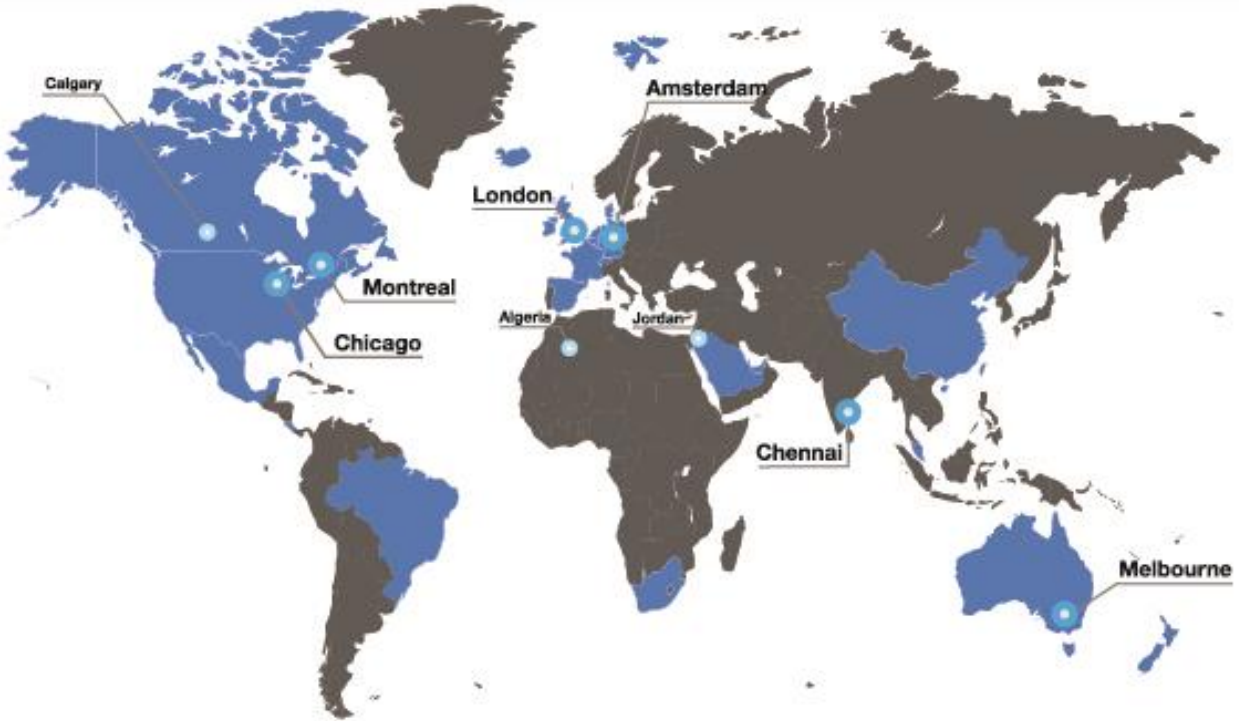 Calgary
Amsterdam
London
Montreal
Algeria
Jordan
Chicago
Chennai
Melbourne